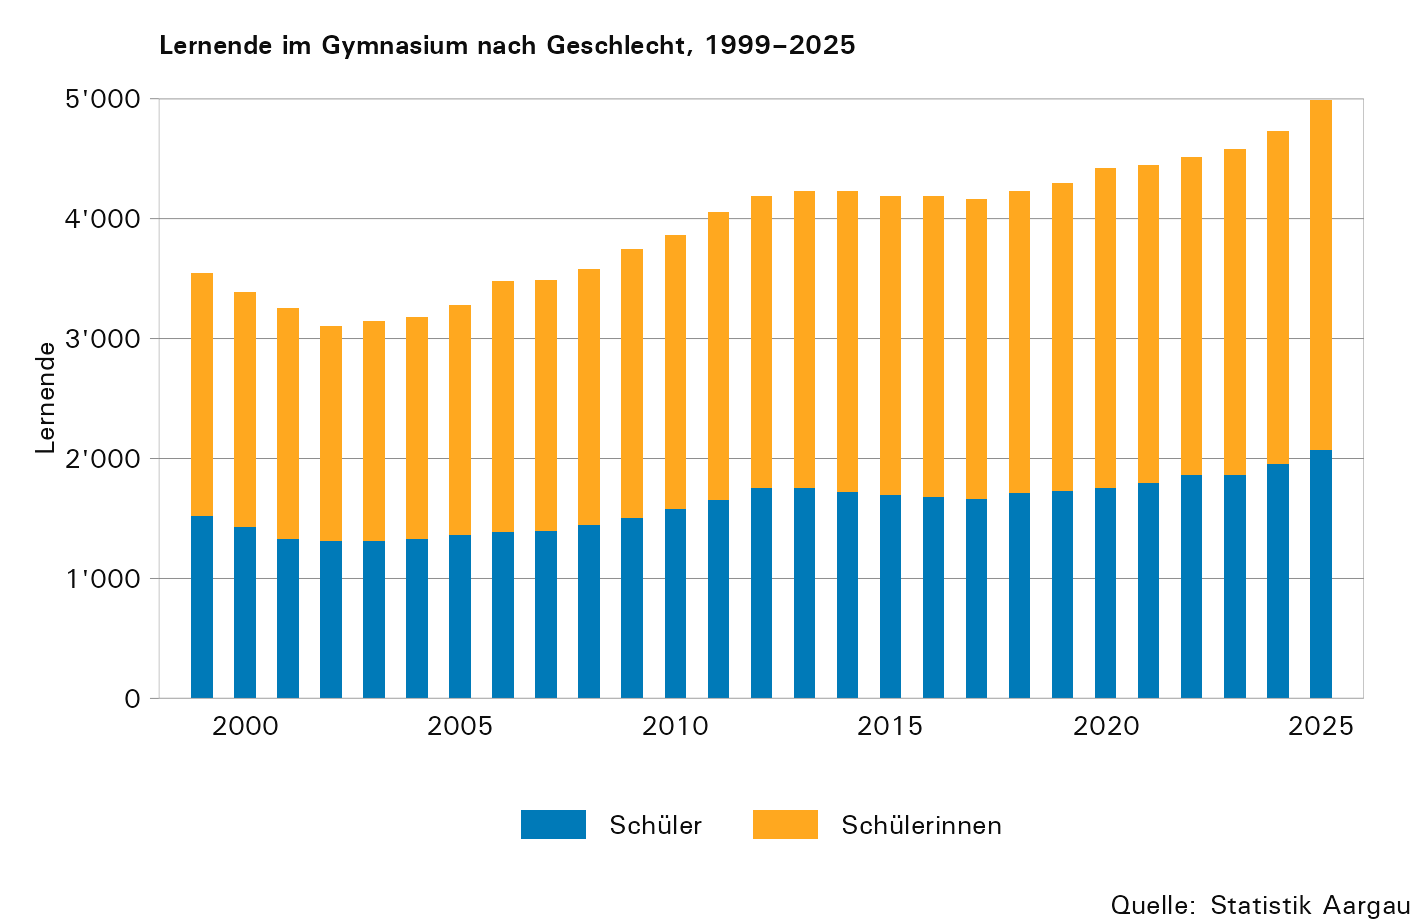 Lernende im Gymnasium nach Geschlecht, 1999–2025
5'000
4'000
3'000
2'000
1'000
0
Lernende
2000 2005 2010 2015 2020 2025
Schüler Schülerinnen
Quelle: Statistik Aargau